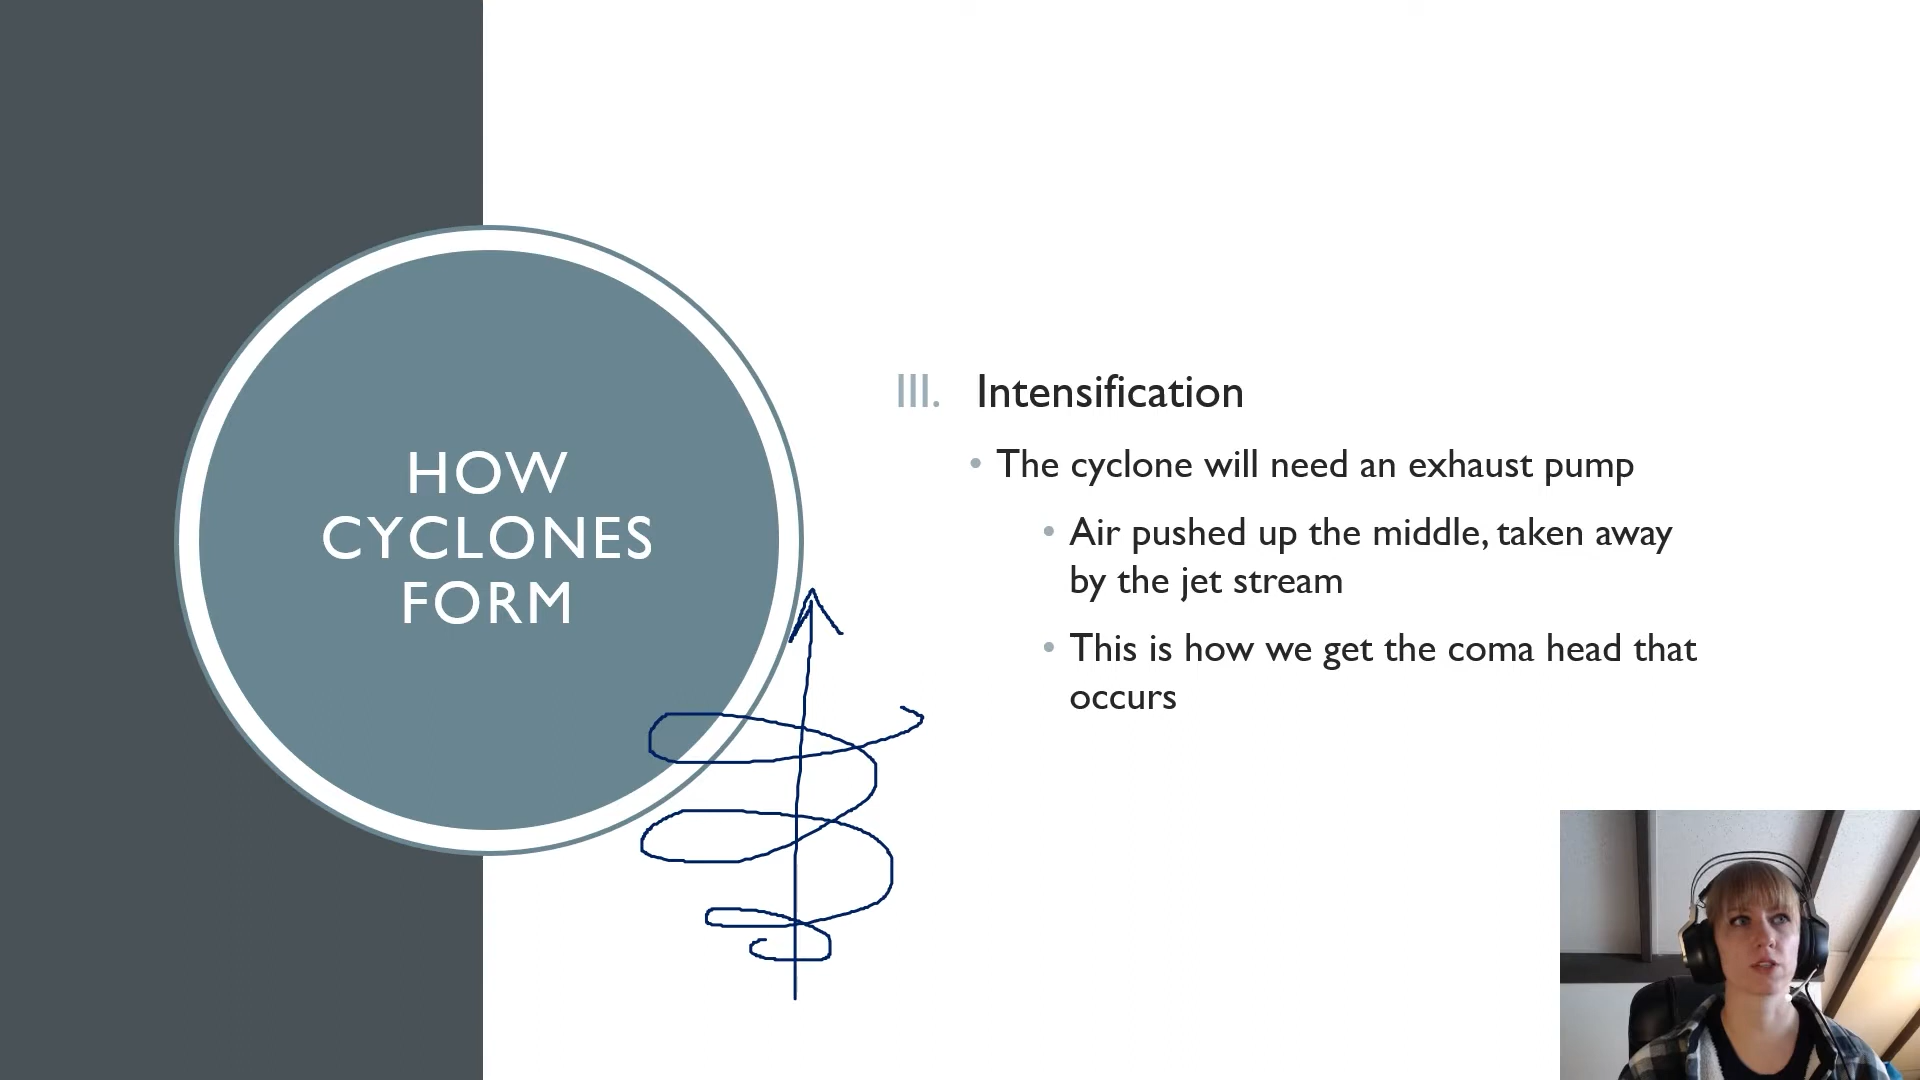 HOW
CYCLONES
FORM
III. Intensification
• The cyclone will need an exhaust pump
• Air pushed up the middle, taken away
by the jet stream
• This is how we get the coma head that
occurs